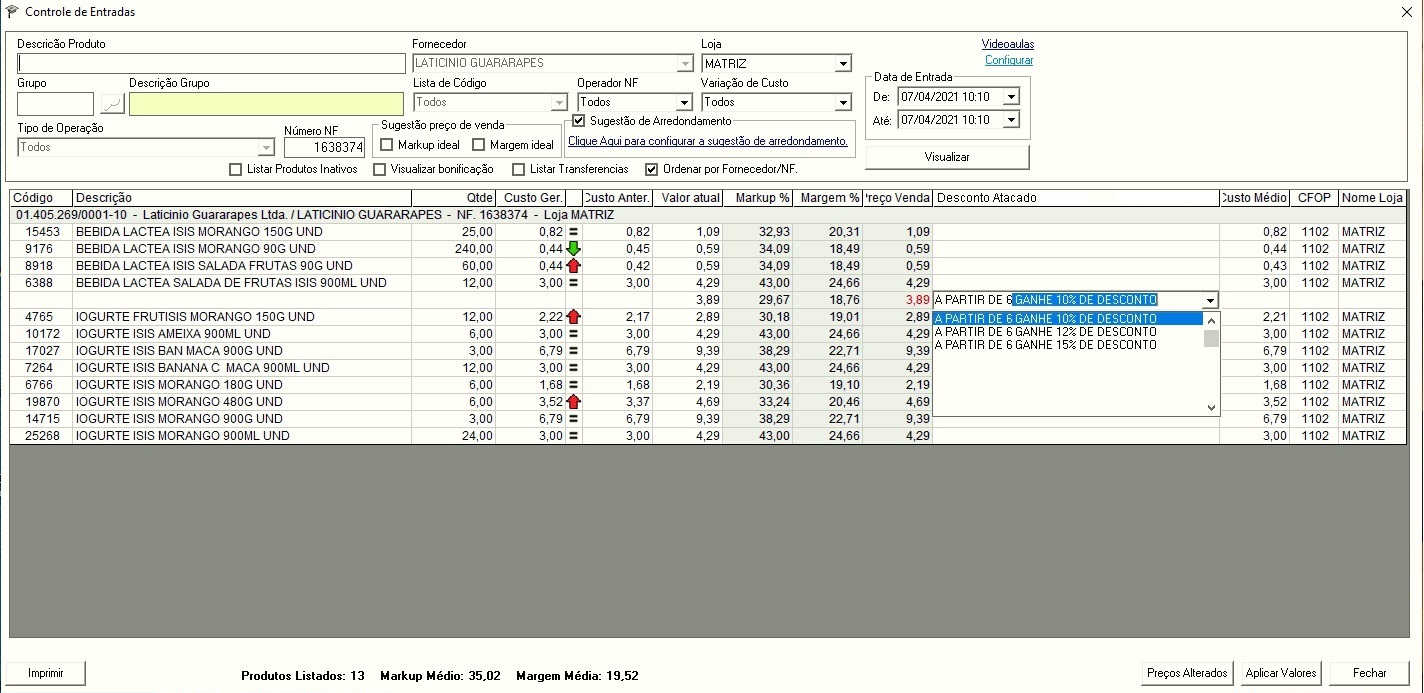 Controle de Entradas
Descricão Produto
Fornecedor
Loja
Videoaulas
LATICINIO GUARARAPES
MATRIZ
Configurar
Grupo
Descrição Grupo
Lista de Código
Operador NF
Variação de Custo
Data de Entrada
De: 07/04/2021 10:10
Todos
Todos
Todos
Até: 07/04/2021 10:10
Tipo de Operação
Número NF
Sugestão preço de venda
Sugestão de Arredondamento
Todos
1638374
Markup ideal
Margem ideal
Clique Aqui para configurar a sugestão de arredondamento.
Visualizar
Listar Produtos Inativos
Visualizar bonificação
Listar Transferencias
Ordenar por Fornecedor/NF.
Código Descrição Qtde Custo Ger. Custo Anter. Valor atual Markup % Margem % Preço Venda Desconto Atacado Custo Médio CFOP Nome Loja
01.405.269/0001-10 - Laticinio Guararapes Ltda. / LATICINIO GUARARAPES - NF. 1638374 - Loja MATRIZ
15453 BEBIDA LACTEA ISIS MORANGO 150G UND 25,00 0,82 = 0,82 1,09 32,93 20,31 1,09 0,82 1102 MATRIZ
9176 BEBIDA LACTEA ISIS MORANGO 90G UND 240,00 0,44 0,45 0,59 34,09 18,49 0,59 0,44 1102 MATRIZ
8918 BEBIDA LACTEA ISIS SALADA FRUTAS 90G UND 60,00 0,44 0,42 0,59 34,09 18,49 0,59 0,43 1102 MATRIZ
6388 BEBIDA LACTEA SALADA DE FRUTAS ISIS 900ML UND 12,00 3,00 = 3,00 4,29 43,00 24,66 4,29 3,00 1102 MATRIZ
3,89 29,67 18,76 3,89 A PARTIR DE 6 GANHE 10% DE DESCONTO
4765 IOGURTE FRUTISIS MORANGO 150G UND 12,00 2,22 2,17 2,89 30,18 19,01 2,89 2,21 1102 MATRIZ
A PARTIR DE 6 GANHE 10% DE DESCONTO
10172 IOGURTE ISIS AMEIXA 900ML UND 12,00 3,00 = 3,00 4,29 43,00 24,66 4,29 3,00 1102 MATRIZ
A PARTIR DE 6 GANHE 12% DE DESCONTO
17027 IOGURTE ISIS BAN MACA 900G UND 3,00 6,79 = 6,79 9,39 38,29 22,71 9,39 6,79 1102 MATRIZ
A PARTIR DE 6 GANHE 15% DE DESCONTO
7264 IOGURTE ISIS BANANA C MACA 900ML UND 12,00 3,00 = 3,00 4,29 43,00 24,66 4,29 3,00 1102 MATRIZ
6766 IOGURTE ISIS MORANGO 180G UND 6,00 1,68 = 1,68 2,19 30,36 19,10 2,19 1,68 1102 MATRIZ
19870 IOGURTE ISIS MORANGO 480G UND 6,00 3,52 3,37 4,69 33,24 20,46 4,69 3,52 1102 MATRIZ
14715 IOGURTE ISIS MORANGO 900G UND 3,00 6,79 = 6,79 9,39 38,29 22,71 9,39 6,79 1102 MATRIZ
25268 IOGURTE ISIS MORANGO 900ML UND 24,00 3,00 = 3,00 4,29 43,00 24,66 4,29 3,00 1102 MATRIZ
Imprimir
Produtos Listados: 13 Markup Médio: 35,02 Margem Média: 19,52
Preços Alterados
Aplicar Valores
Fechar